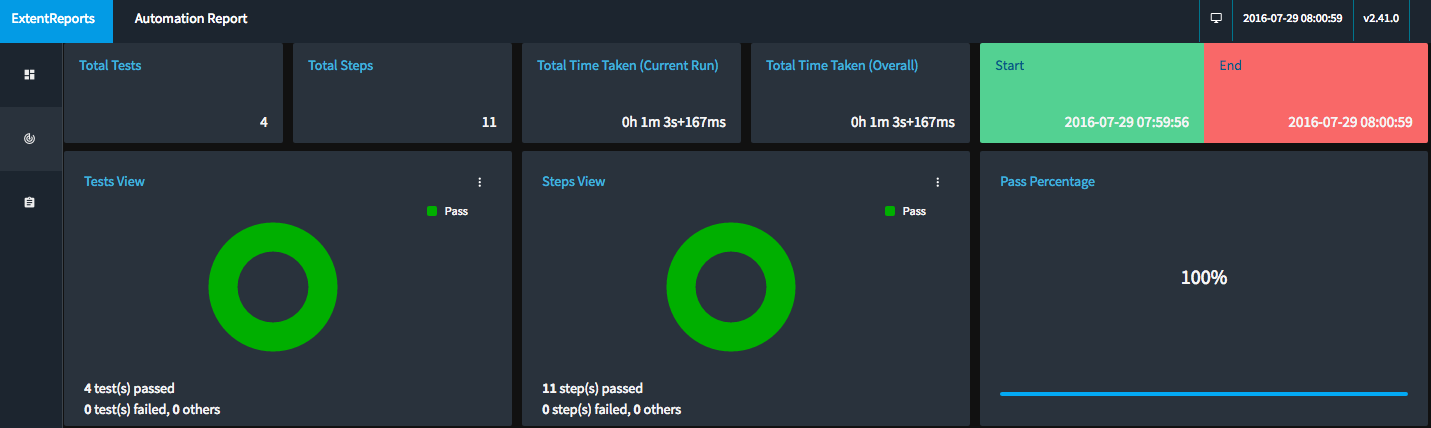 ExtentReports Automation Report 2016-07-29 08:00:59 v2.41.0
Total Tests
4
Total Steps
11
Total Time Taken (Current Run)
0h 1m 3s+167ms
Total Time Taken (Overall)
0h 1m 3s+167ms
Start
2016-07-29 07:59:56
End
2016-07-29 08:00:59
Tests View
Pass
4 test(s) passed
0 test(s) failed, 0 others
Steps View
Pass
11 step(s) passed
0 step(s) failed, 0 others
Pass Percentage
100%